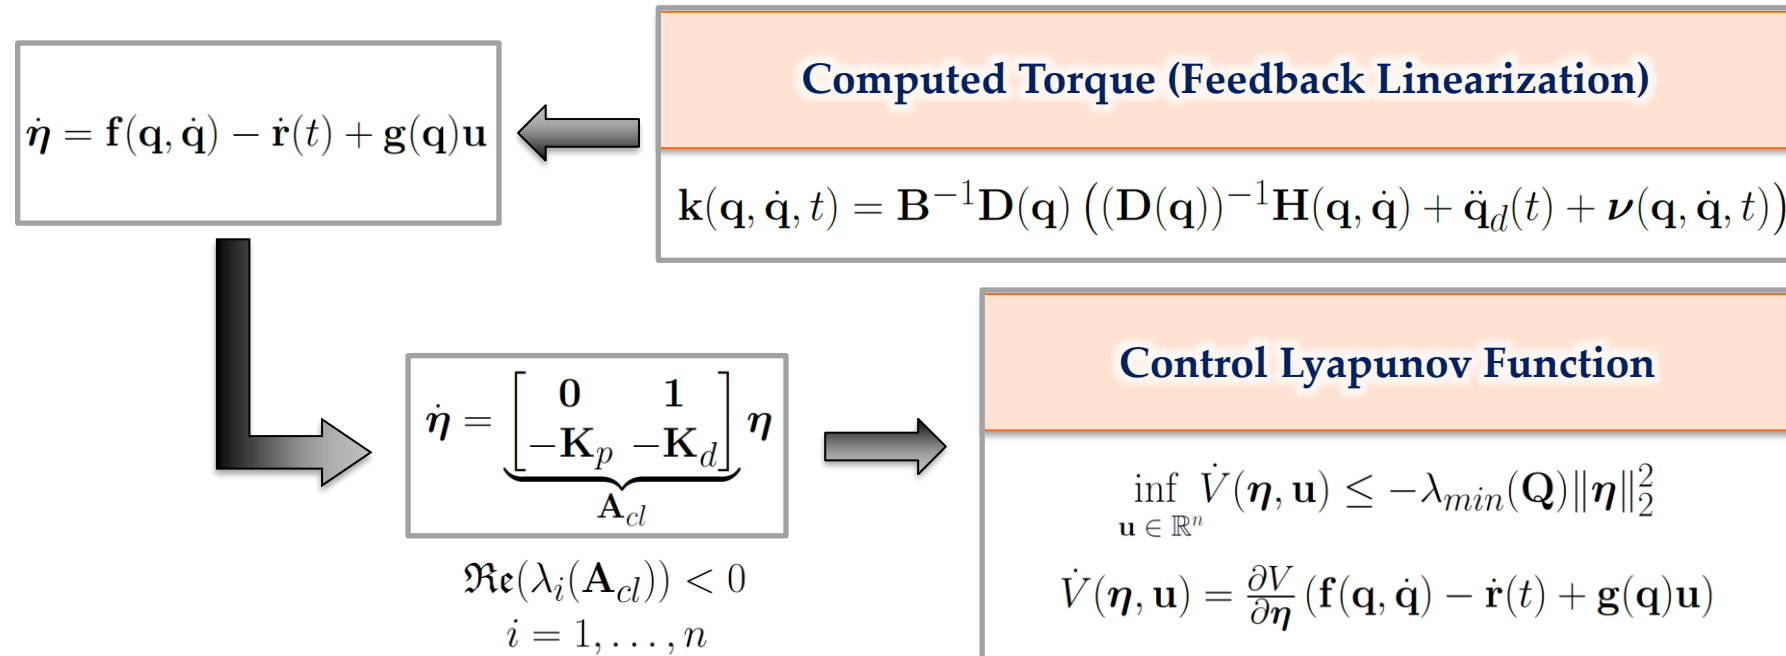 Computed Torque (Feedback Linearization)
η̇ = f(q, q̇) − ṙ(t) + g(q)u
k(q, q̇, t) = B⁻¹D(q) ((D(q))⁻¹H(q, q̇) + q̈_d(t) + ν(q, q̇, t))
Control Lyapunov Function
η̇ = [0 1; −K_p −K_d] η
A_cl
ℜe(λ_i(A_cl)) < 0
i = 1, . . . , n
inf_{u ∈ ℝⁿ} V̇(η, u) ≤ −λ_min(Q)‖η‖₂²
V̇(η, u) = ∂V/∂η (f(q, q̇) − ṙ(t) + g(q)u)